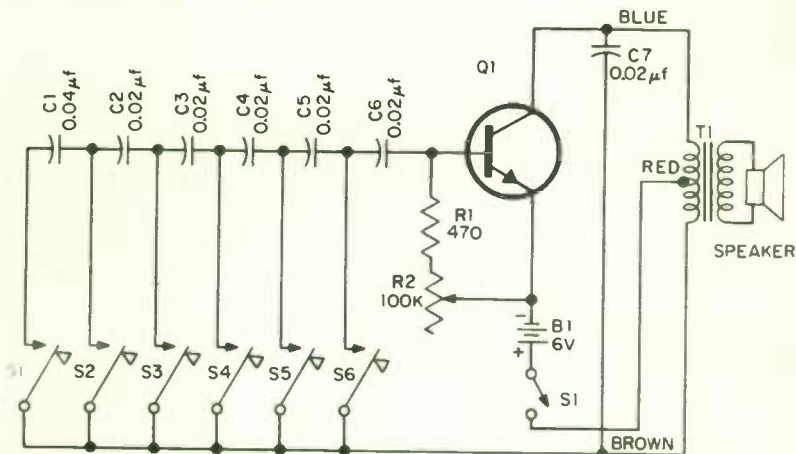 BLUE
C1
0.04µf
C2
0.02µf
C3
0.02µf
C4
0.02µf
C5
0.02µf
C6
0.02µf
Q1
C7
0.02µf
T1
RED
R1
470
SPEAKER
R2
100K
-
B1
6V
+
S1
S2
S3
S4
S5
S6
S1
BROWN